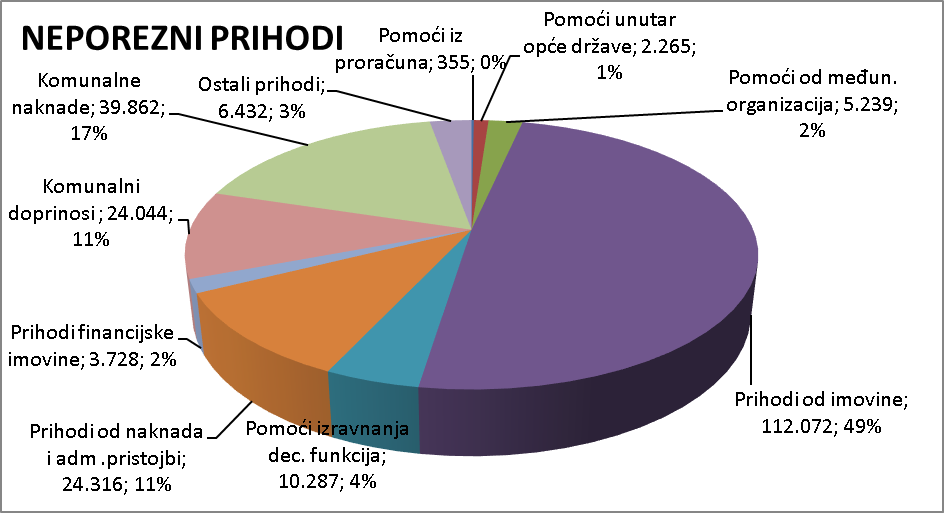 NEPOREZNI PRIHODI
Pomoći iz
proračuna; 355; 0%
Pomoći unutar
opće države; 2.265;
1%
Pomoći od međun.
organizacija; 5.239;
2%
Prihodi od imovine;
112.072; 49%
Pomoći izravnanja
dec. funkcija;
10.287; 4%
Prihodi od naknada
i adm .pristojbi;
24.316; 11%
Prihodi financijske
imovine; 3.728; 2%
Komunalni
doprinosi ; 24.044;
11%
Komunalne
naknade; 39.862;
17%
Ostali prihodi;
6.432; 3%